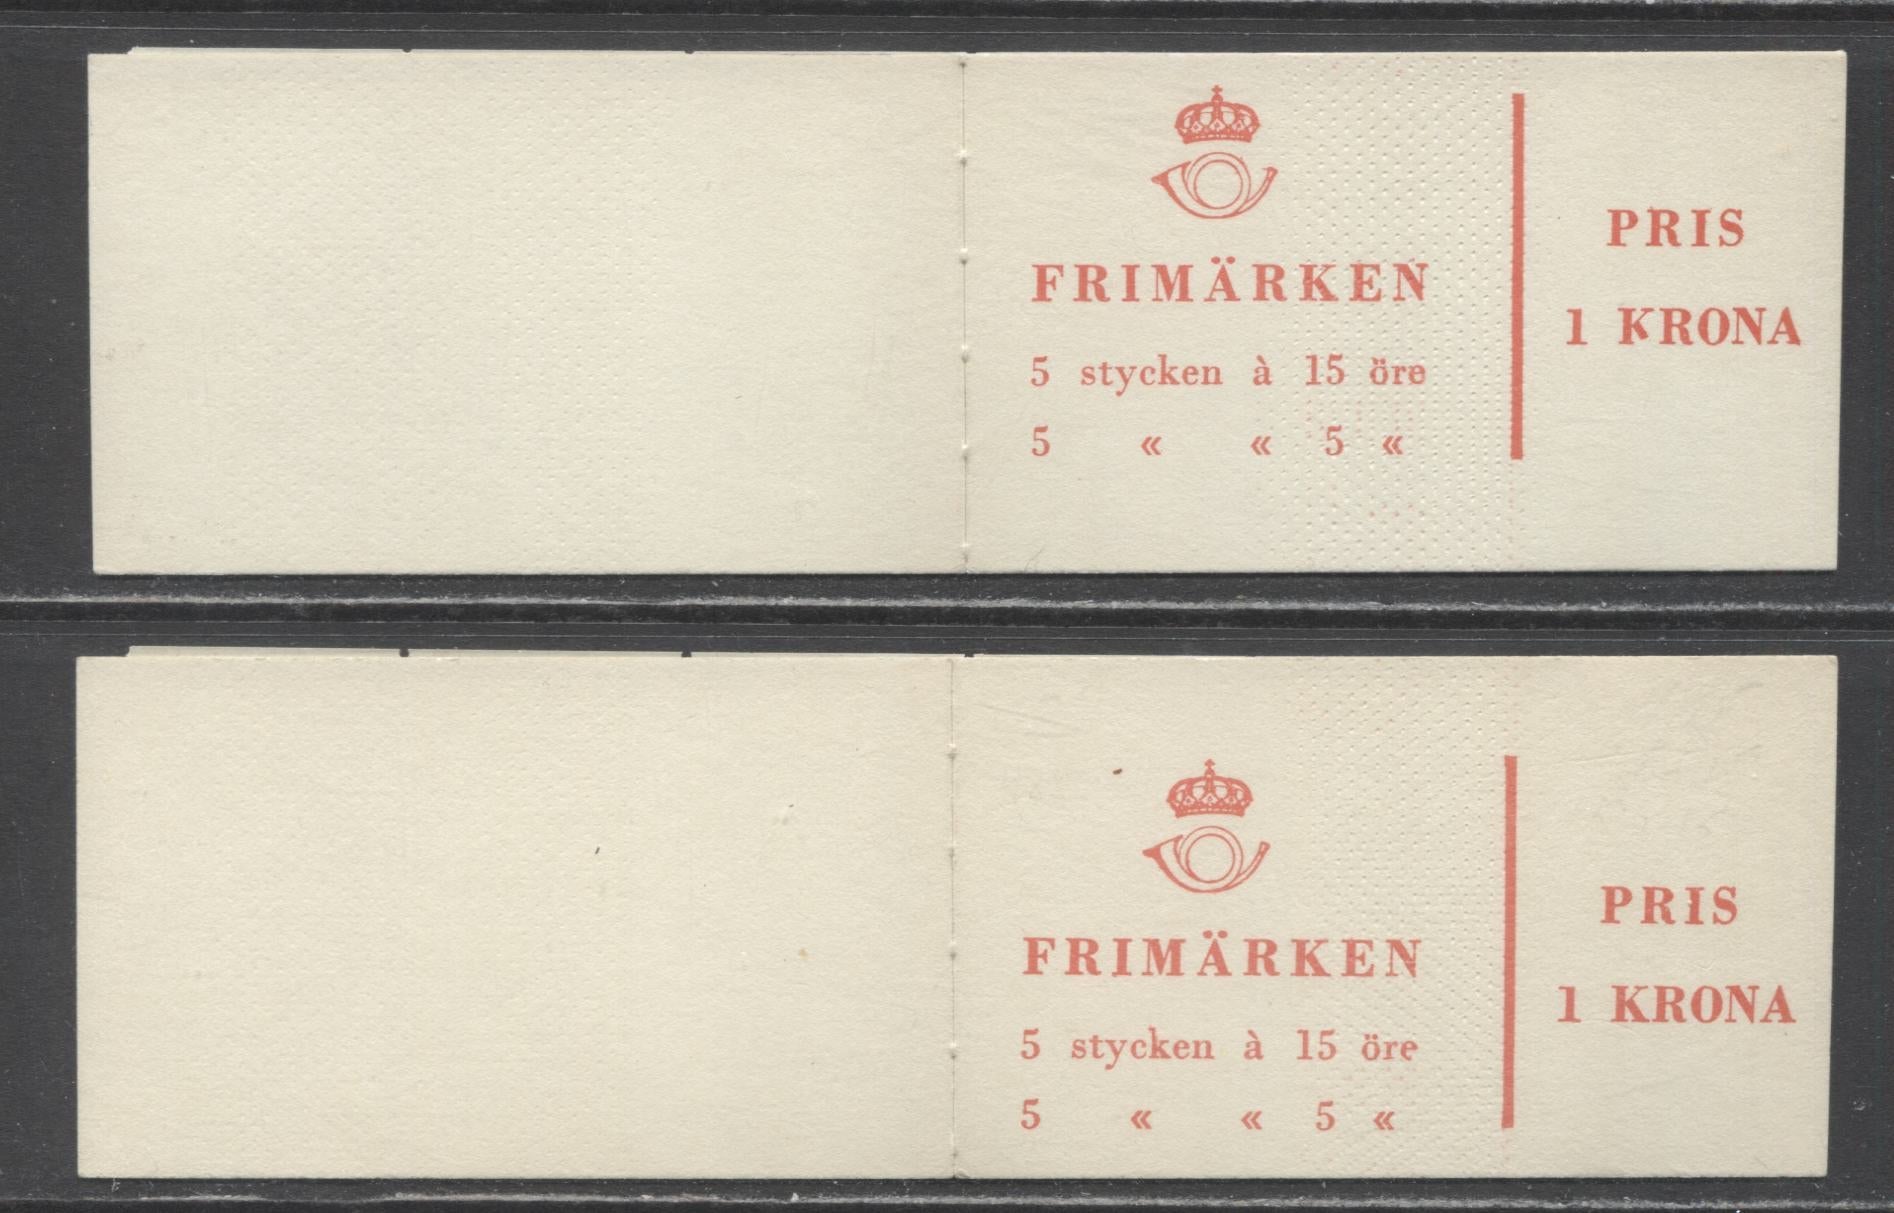 FRIMÄRKEN
5 stycken à 15 öre
5 « « 5 «
PRIS
1 KRONA
FRIMÄRKEN
5 stycken à 15 öre
5 « « 5 «
PRIS
1 KRONA